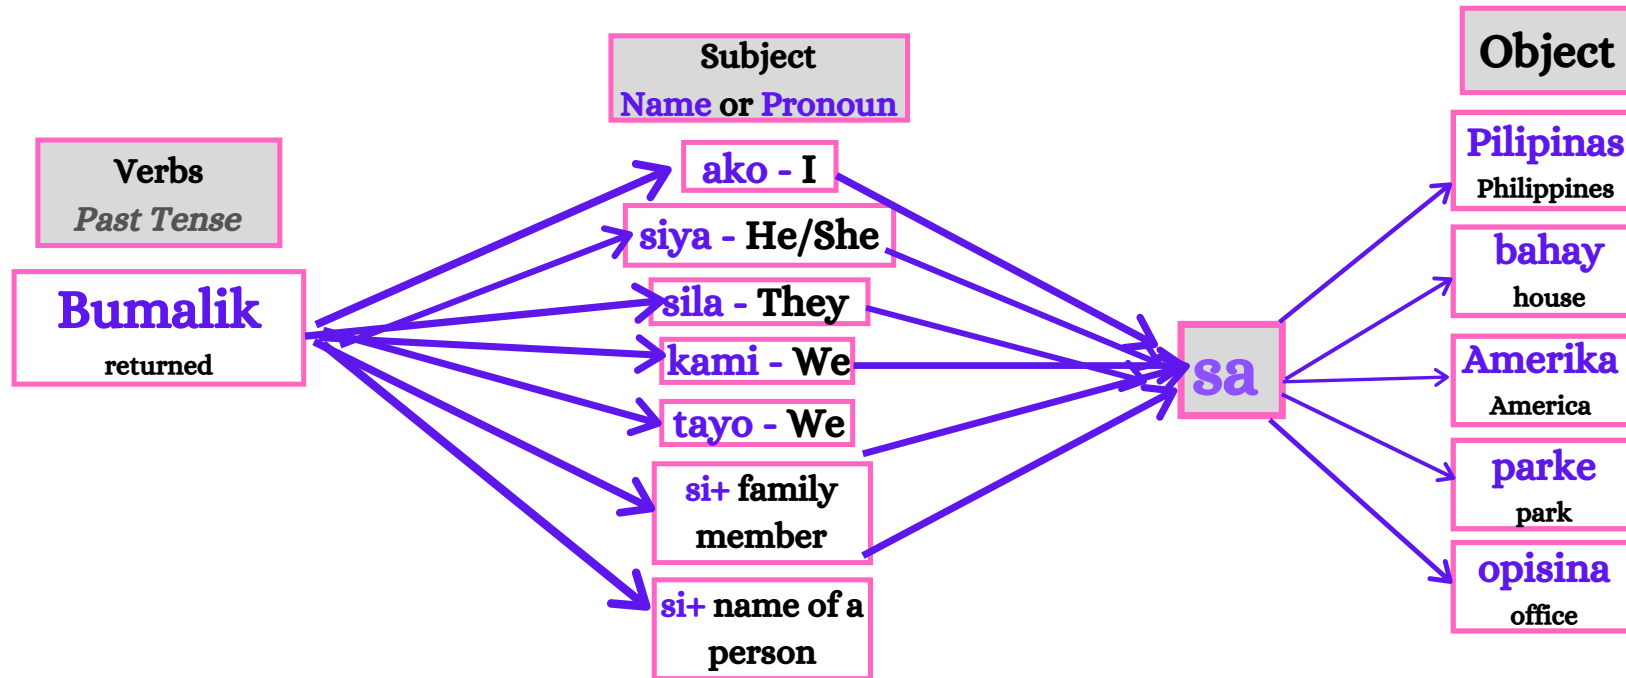 Verbs
Past Tense
Bumalik
returned
Subject
Name or Pronoun
ako - I
siya - He/She
sila - They
kami - We
tayo - We
si+ family
member
si+ name of a
person
sa
Object
Pilipinas
Philippines
bahay
house
Amerika
America
parke
park
opisina
office